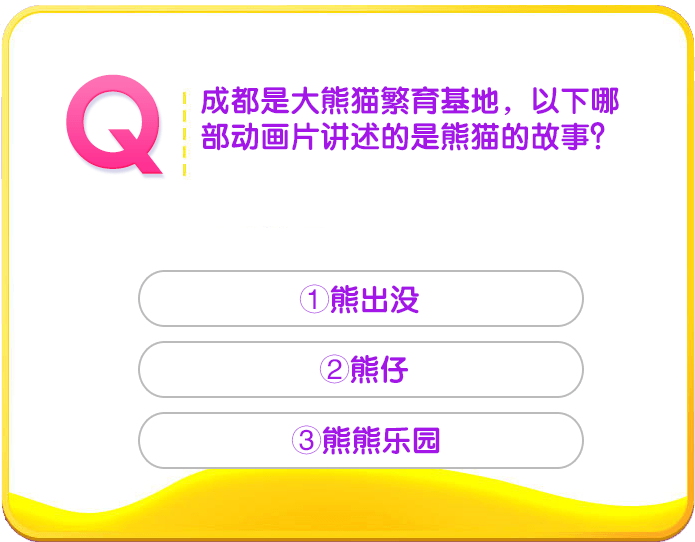 Q
成都是大熊猫繁育基地，以下哪
部动画片讲述的是熊猫的故事？
①熊出没
②熊仔
③熊熊乐园